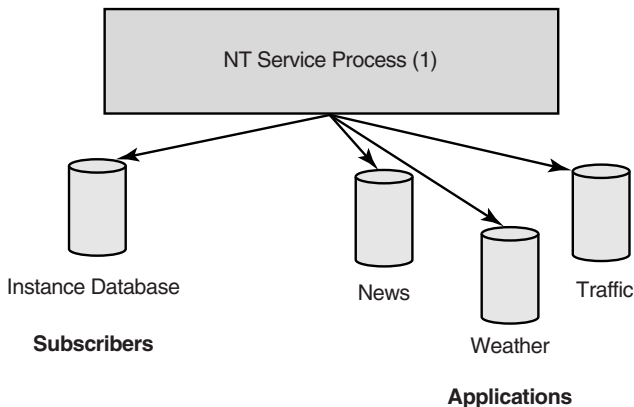 NT Service Process (1)
Instance Database
News
Traffic
Subscribers
Weather
Applications